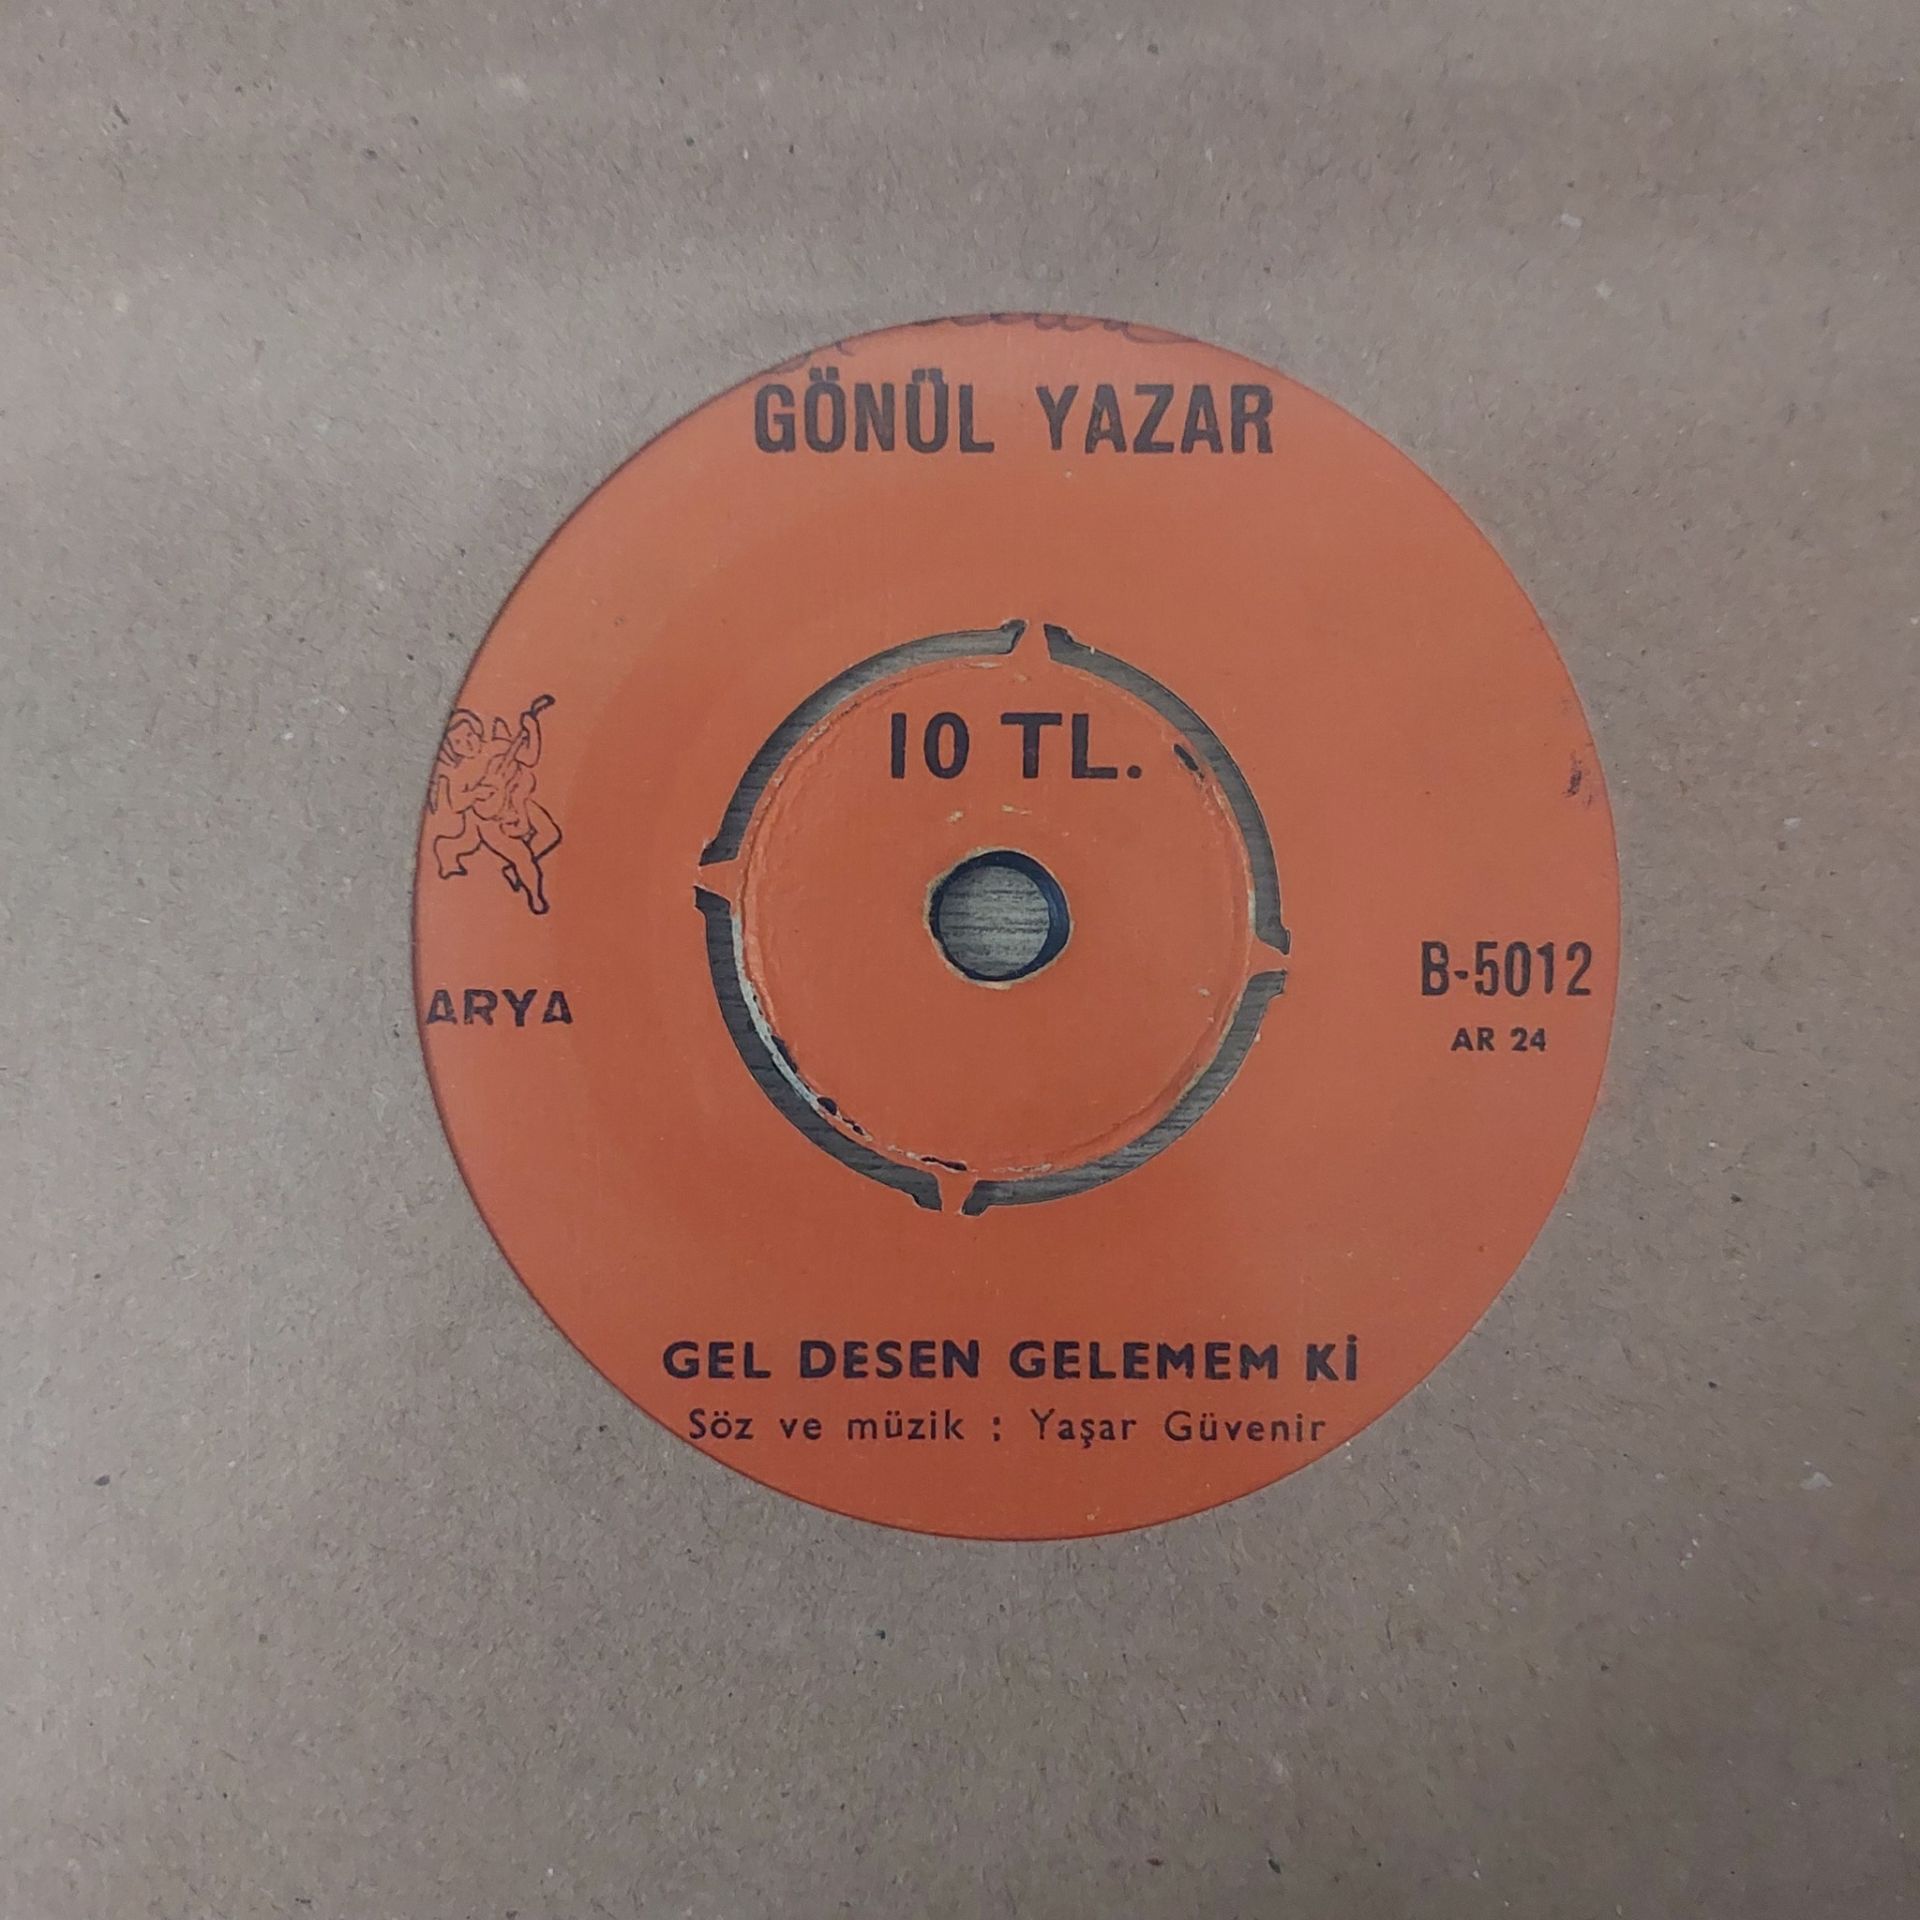 GÖNÜL YAZAR
10 TL.
ARYA
B-5012
AR 24
GEL DESEN GELEMEM Kİ
Söz ve müzik : Yaşar Güvenir